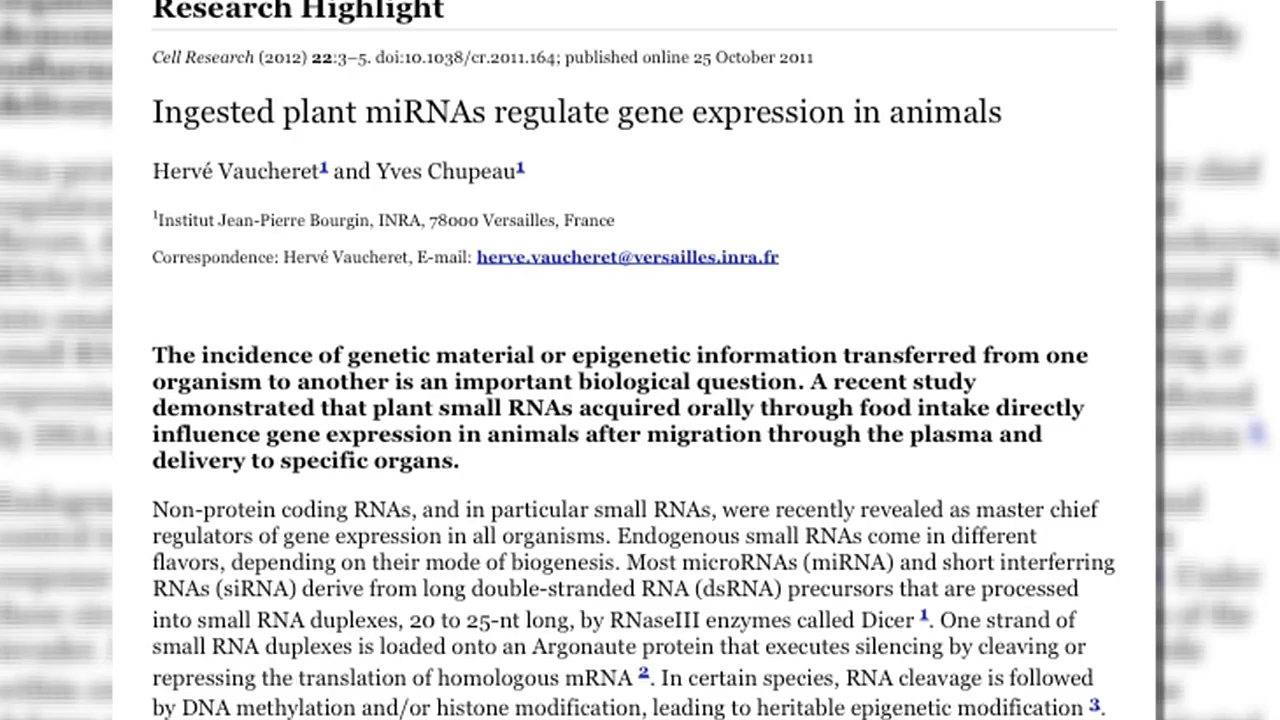 Research Highlight
Cell Research (2012) 22:3–5. doi:10.1038/cr.2011.164; published online 25 October 2011
Ingested plant miRNAs regulate gene expression in animals
Hervé Vaucheret1 and Yves Chupeau1
1Institut Jean-Pierre Bourgin, INRA, 78000 Versailles, France
Correspondence: Hervé Vaucheret, E-mail: herve.vaucheret@versailles.inra.fr
The incidence of genetic material or epigenetic information transferred from one
organism to another is an important biological question. A recent study
demonstrated that plant small RNAs acquired orally through food intake directly
influence gene expression in animals after migration through the plasma and
delivery to specific organs.
Non-protein coding RNAs, and in particular small RNAs, were recently revealed as master chief
regulators of gene expression in all organisms. Endogenous small RNAs come in different
flavors, depending on their mode of biogenesis. Most microRNAs (miRNA) and short interfering
RNAs (siRNA) derive from long double-stranded RNA (dsRNA) precursors that are processed
into small RNA duplexes, 20 to 25-nt long, by RNaseIII enzymes called Dicer 1. One strand of
small RNA duplexes is loaded onto an Argonaute protein that executes silencing by cleaving or
repressing the translation of homologous mRNA 2. In certain species, RNA cleavage is followed
by DNA methylation and/or histone modification, leading to heritable epigenetic modification 3.